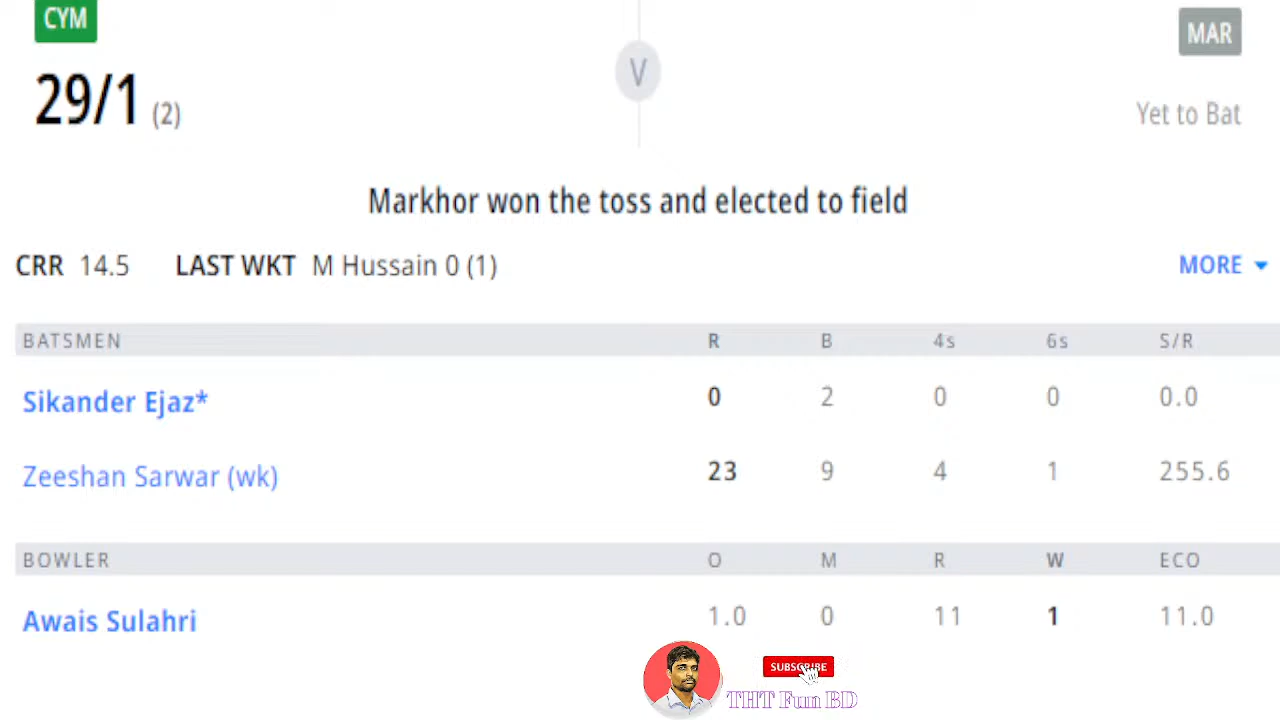 CYM
MAR
V
29/1 (2)
Yet to Bat
Markhor won the toss and elected to field
CRR 14.5 LAST WKT M Hussain 0 (1) MORE
BATSMEN R B 4s 6s S/R
Sikander Ejaz* 0 2 0 0 0.0
Zeeshan Sarwar (wk) 23 9 4 1 255.6
BOWLER O M R W ECO
Awais Sulahri 1.0 0 11 1 11.0
SUBSCRIBE
THT Fun BD